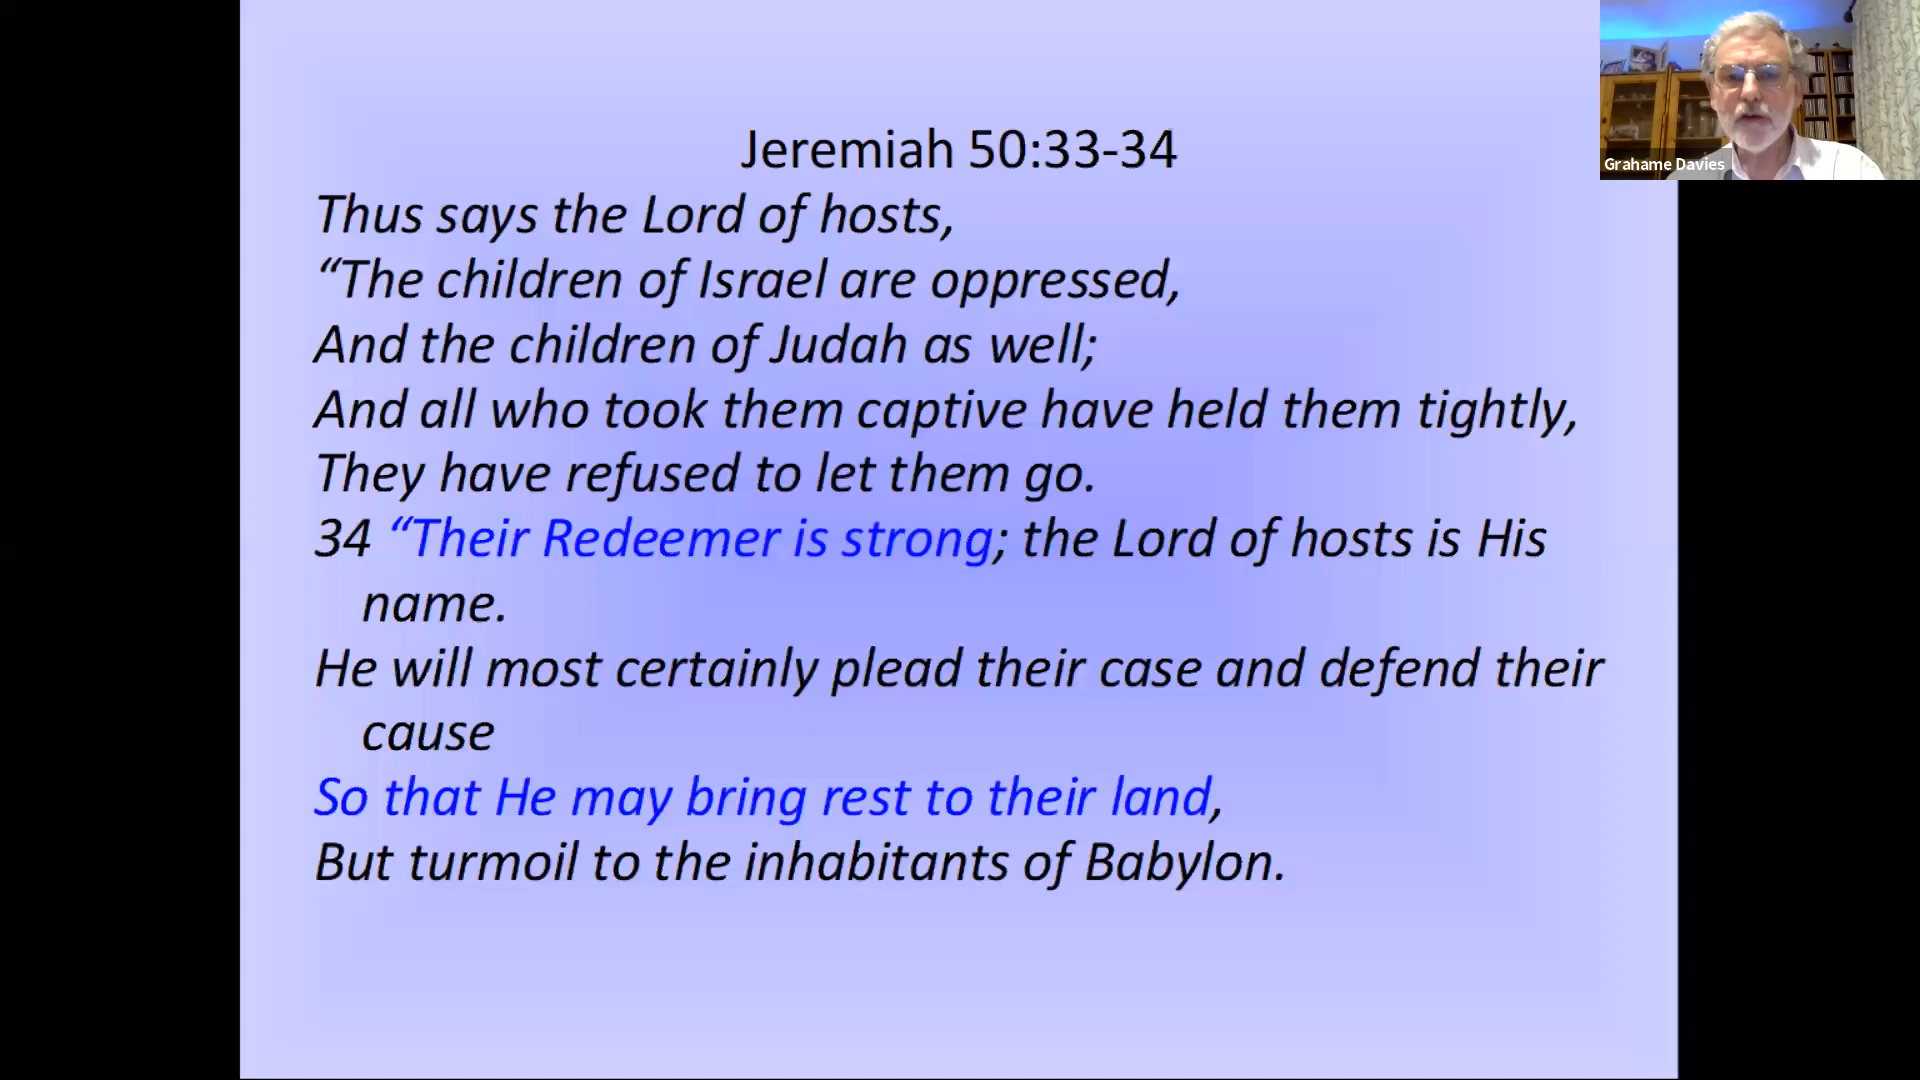 Jeremiah 50:33-34
Thus says the Lord of hosts,
“The children of Israel are oppressed,
And the children of Judah as well;
And all who took them captive have held them tightly,
They have refused to let them go.
34 “Their Redeemer is strong; the Lord of hosts is His
name.
He will most certainly plead their case and defend their
cause
So that He may bring rest to their land,
But turmoil to the inhabitants of Babylon.
Grahame Davies